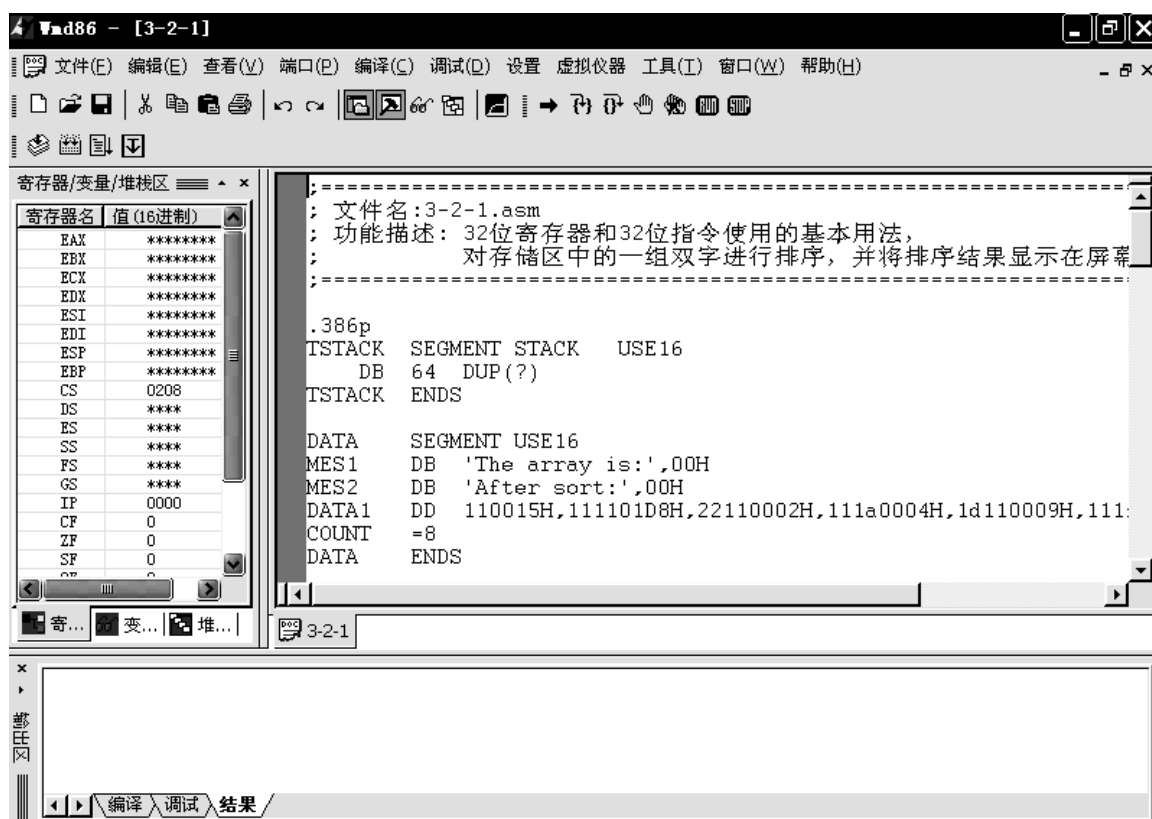 Wmd86 - [3-2-1]
文件(F) 编辑(E) 查看(V) 端口(P) 编译(C) 调试(D) 设置 虚拟仪器 工具(T) 窗口(W) 帮助(H)
寄存器/变量/堆栈区
寄存器名 值(16进制)
EAX ********
EBX ********
ECX ********
EDX ********
ESI ********
EDI ********
ESP ********
EBP ********
CS 0208
DS ****
ES ****
SS ****
FS ****
GS ****
IP 0000
CF 0
ZF 0
SF 0
寄... 变... 堆...
;===============================================================
; 文件名:3-2-1.asm
; 功能描述: 32位寄存器和32位指令使用的基本用法,
; 对存储区中的一组双字进行排序, 并将排序结果显示在屏幕
;===============================================================
.386p
TSTACK SEGMENT STACK USE16
DB 64 DUP(?)
TSTACK ENDS
DATA SEGMENT USE16
MES1 DB 'The array is:',00H
MES2 DB 'After sort:',00H
DATA1 DD 110015H,111101D8H,22110002H,111a0004H,1d110009H,111
COUNT =8
DATA ENDS
3-2-1
编译 调试 结果